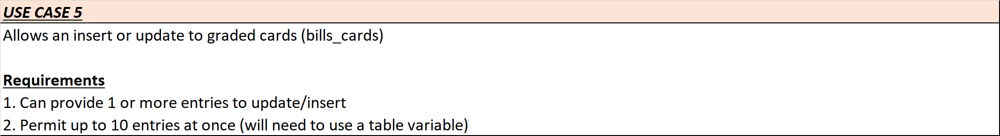 USE CASE 5
Allows an insert or update to graded cards (bills_cards)
Requirements
1. Can provide 1 or more entries to update/insert
2. Permit up to 10 entries at once (will need to use a table variable)